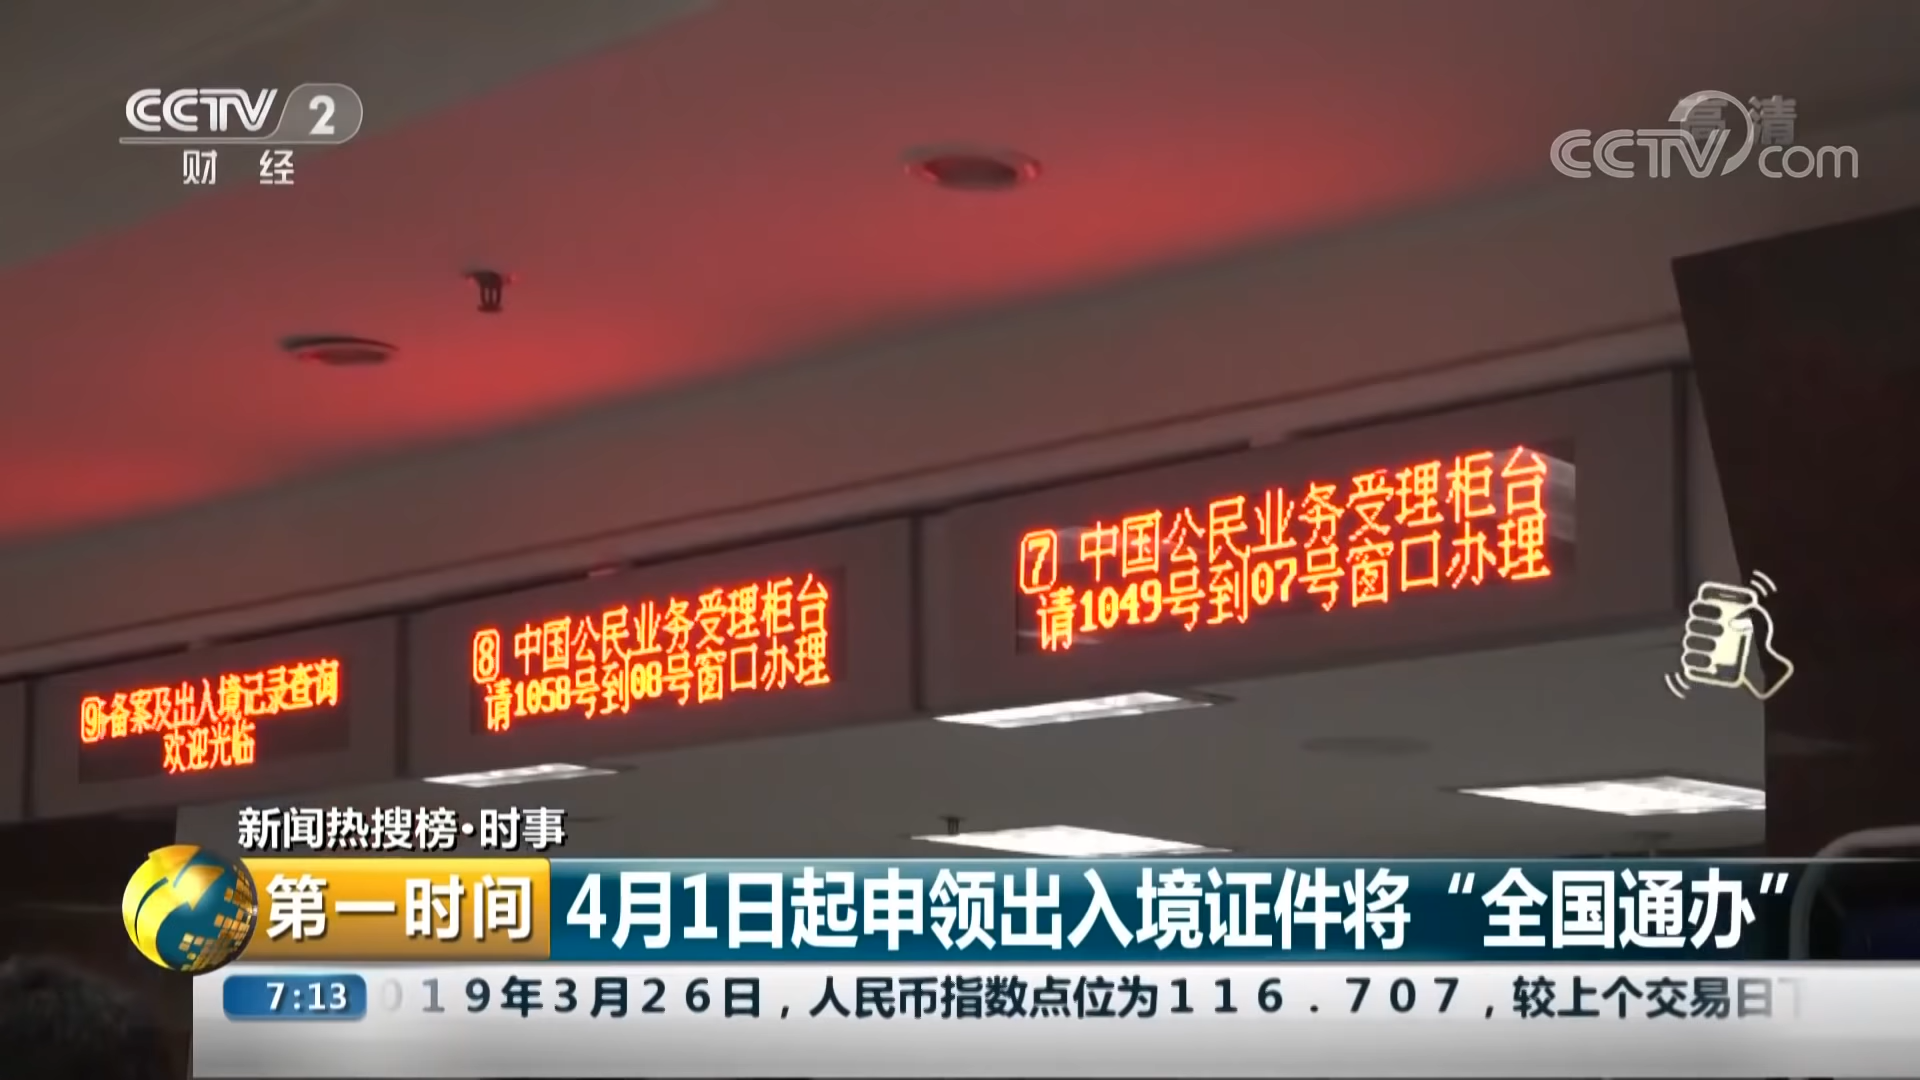 CCTV 2
财 经
高清
CCTV.com
⑦ 中国公民业务受理柜台
请1049号到07号窗口办理
⑧ 中国公民业务受理柜台
请1058号到08号窗口办理
⑨备案及出入境记录查询
欢迎光临
新闻热搜榜·时事
第一时间
4月1日起申领出入境证件将“全国通办”
7:13
019年3月26日，人民币指数点位为116.707，较上个交易日下